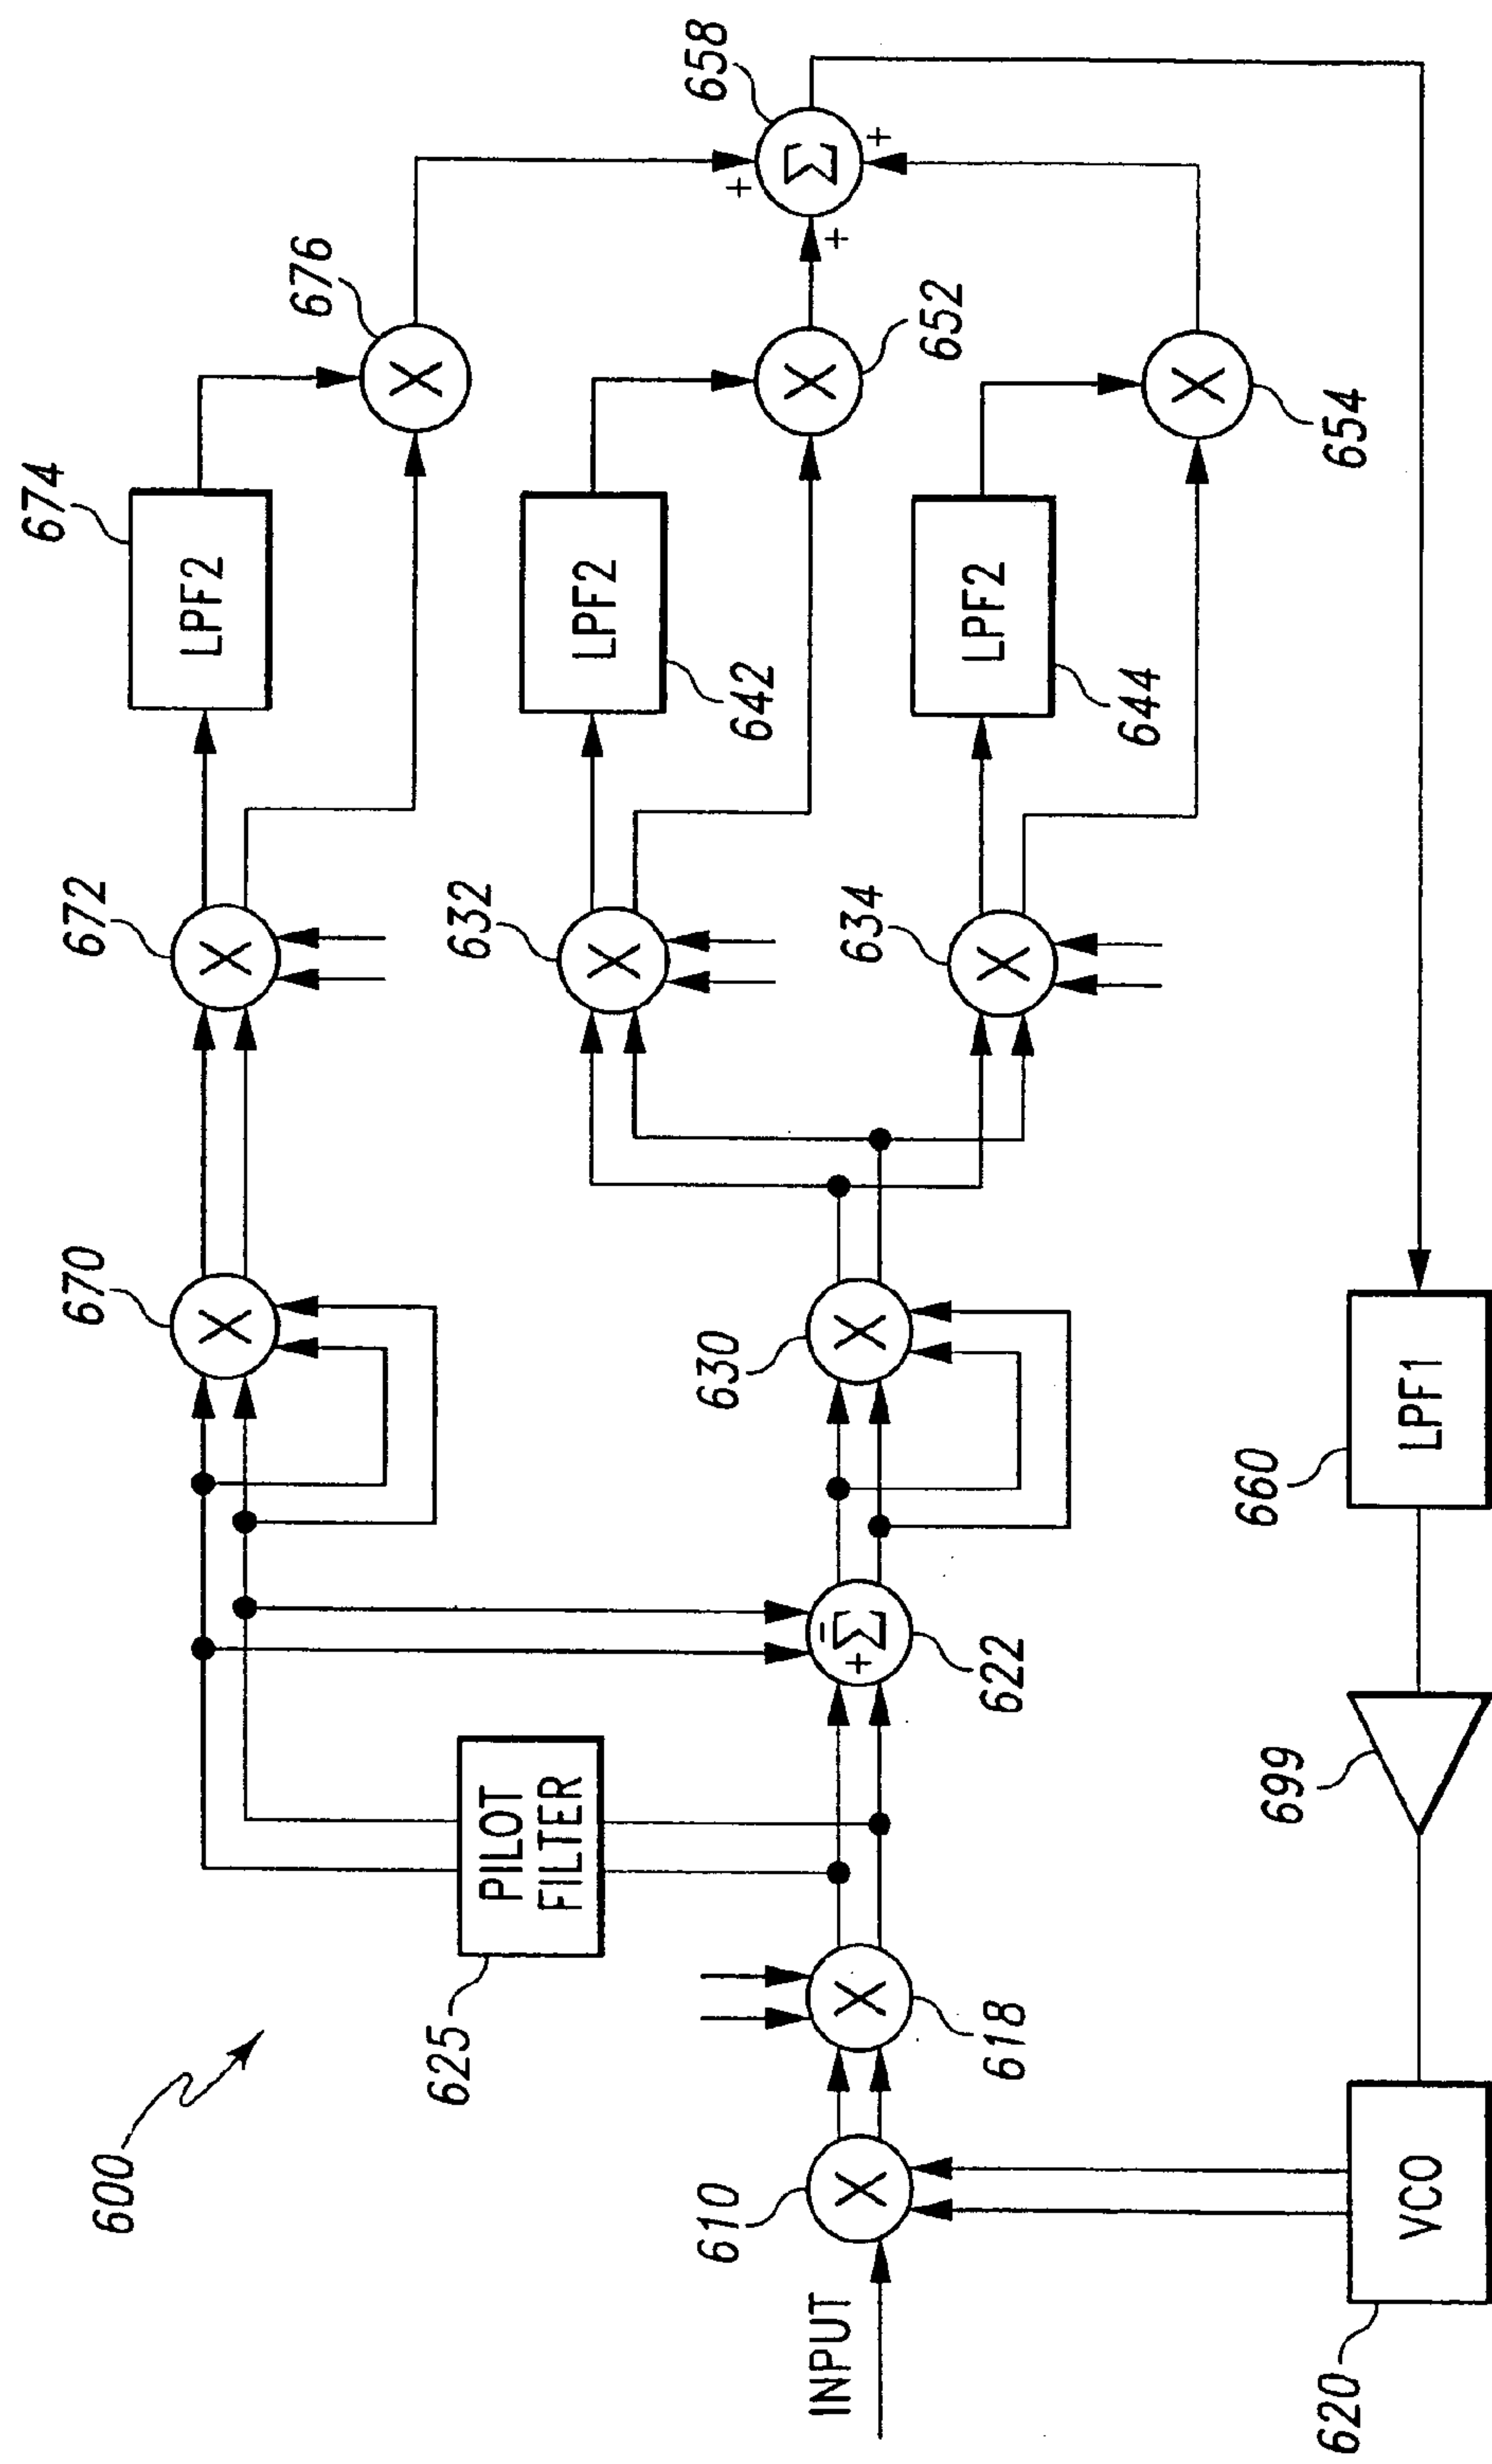 600
674
LPF2
672
670
676
658
+
Σ
+
+
X
X
X
625
PILOT
FILTER
632
X
LPF2
642
X
652
610
X
618
X
+ Σ̄
622
630
X
634
X
LPF2
644
X
654
INPUT
620
VCO
699
660
LPF1